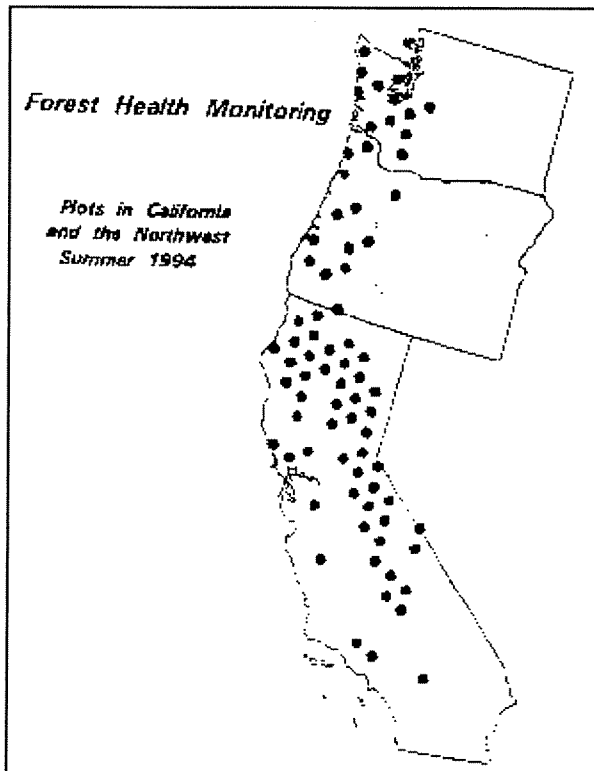 Forest Health Monitoring
Plots in California
and the Northwest
Summer 1994